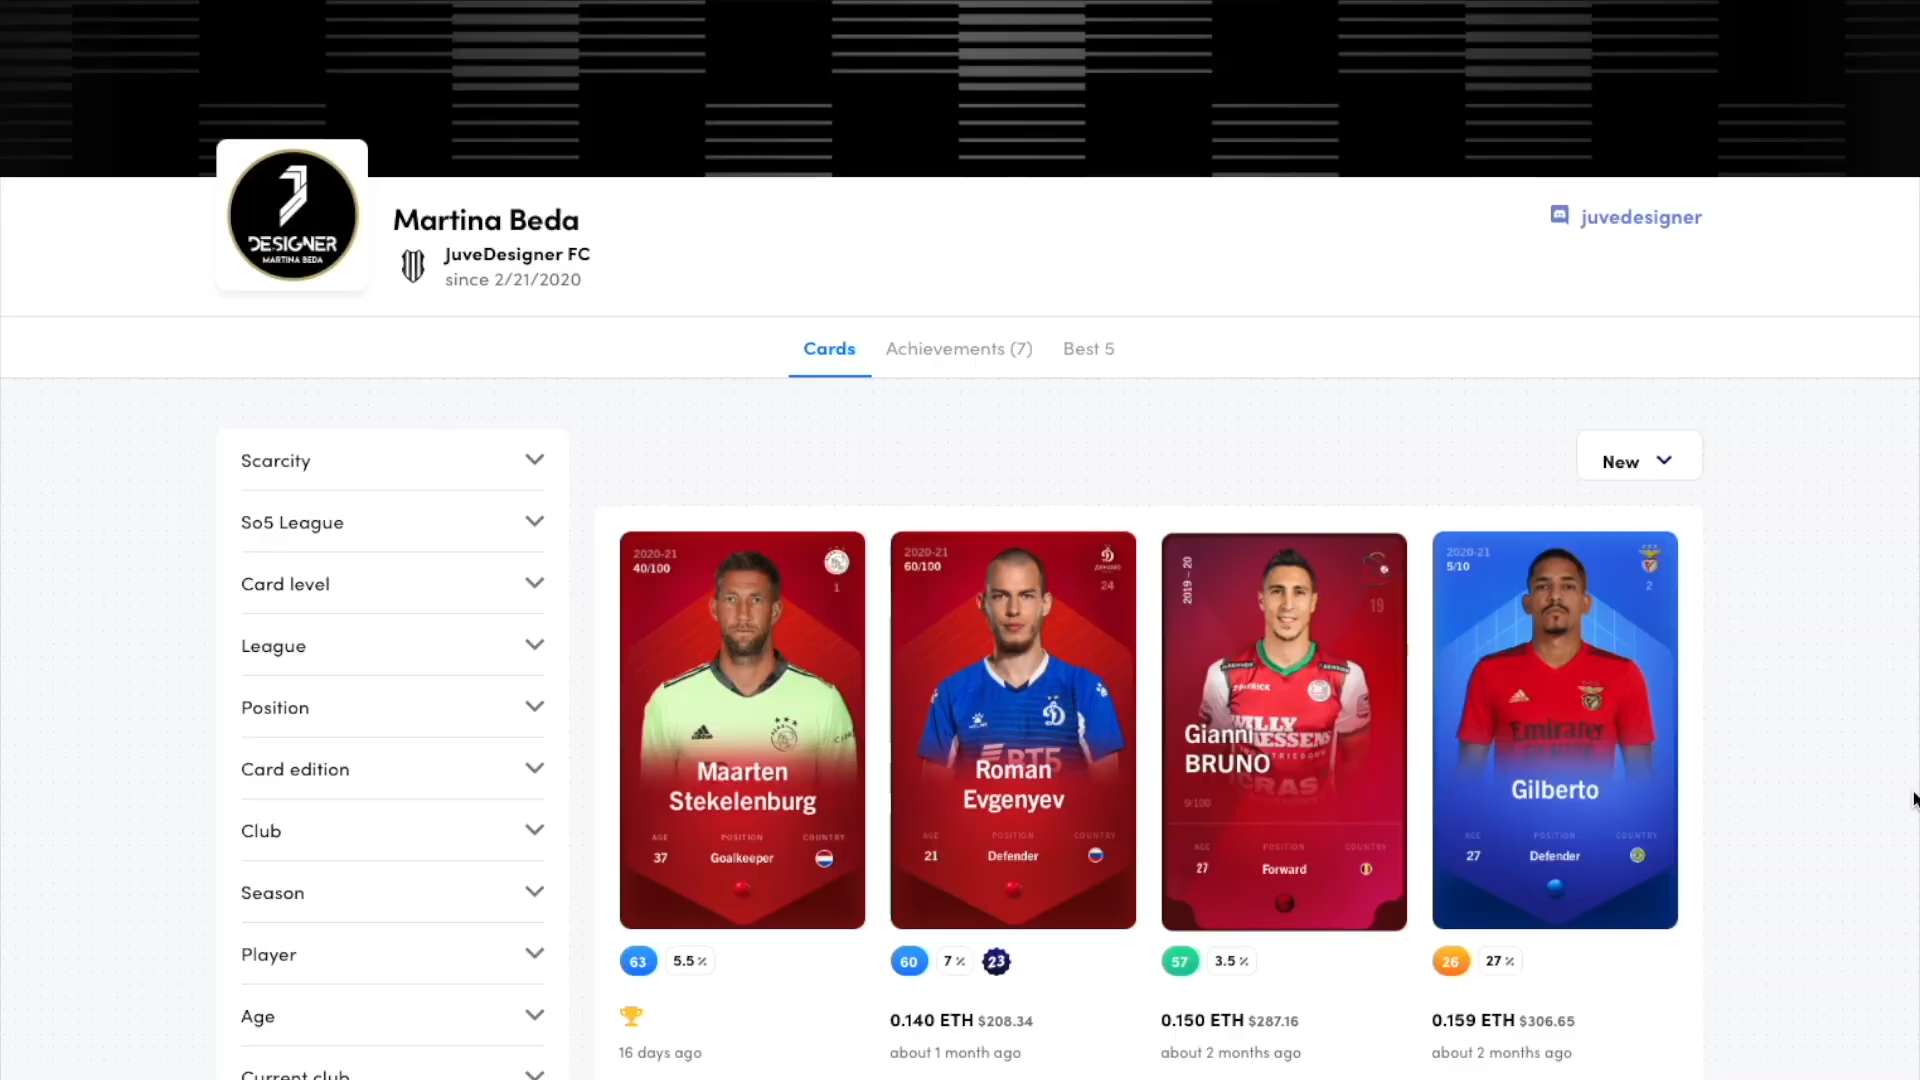 DESIGNER
MARTINA BEDA
Martina Beda
JuveDesigner FC
since 2/21/2020
juvedesigner
Cards
Achievements (7)
Best 5
Scarcity
So5 League
Card level
League
Position
Card edition
Club
Season
Player
Age
Current club
New
2020-21
40/100
1
Maarten
Stekelenburg
AGE
POSITION
COUNTRY
37
Goalkeeper
63
5.5 %
16 days ago
2020-21
60/100
24
Roman
Evgenyev
AGE
POSITION
COUNTRY
21
Defender
60
7 %
23
0.140 ETH $208.34
about 1 month ago
2019 - 20
19
Gianni
BRUNO
9/100
AGE
POSITION
COUNTRY
27
Forward
57
3.5 %
0.150 ETH $287.16
about 2 months ago
2020-21
5/10
2
Emirates
Gilberto
AGE
POSITION
COUNTRY
27
Defender
26
27 %
0.159 ETH $306.65
about 2 months ago